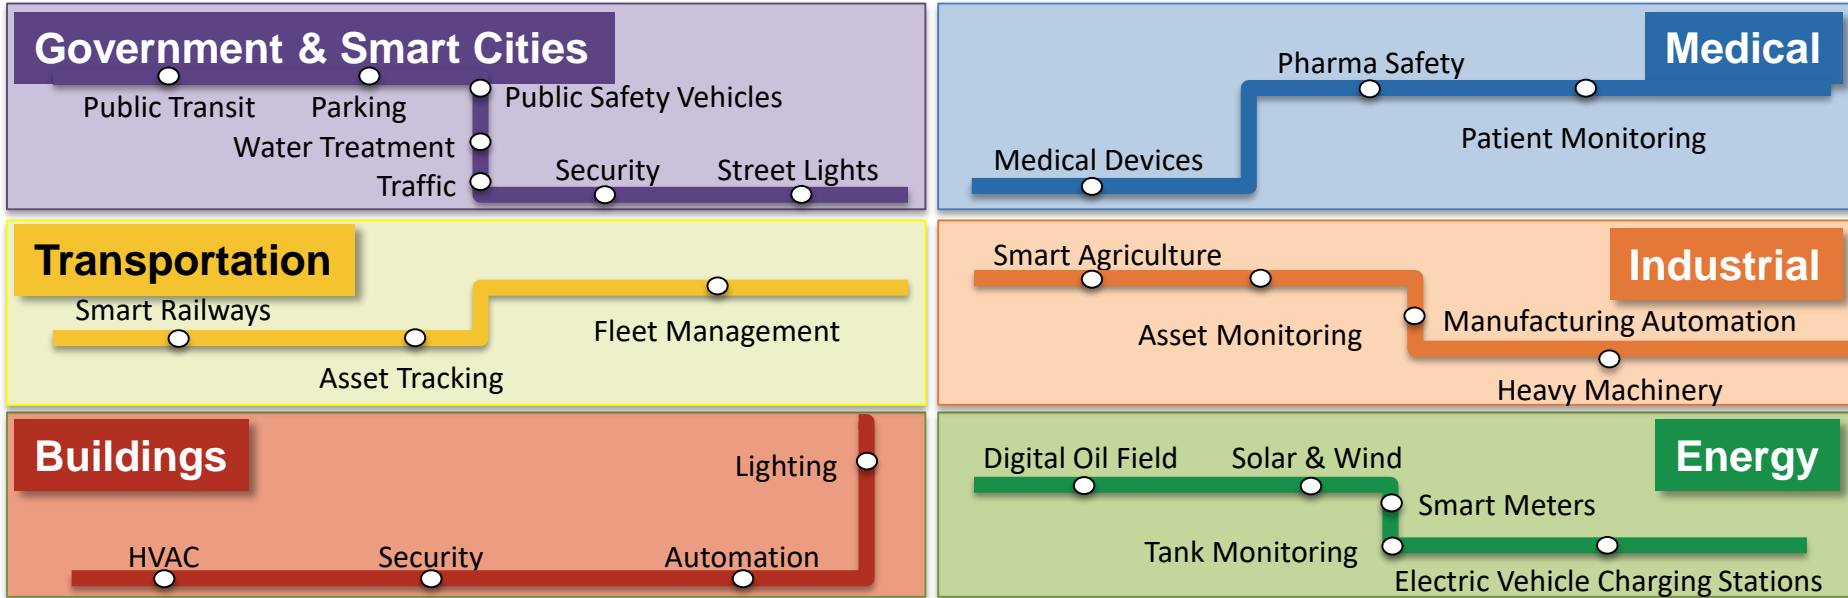 Government & Smart Cities
Public Transit
Parking
Public Safety Vehicles
Water Treatment
Traffic
Security
Street Lights
Medical
Pharma Safety
Patient Monitoring
Medical Devices
Transportation
Smart Railways
Asset Tracking
Fleet Management
Industrial
Smart Agriculture
Asset Monitoring
Manufacturing Automation
Heavy Machinery
Buildings
Lighting
HVAC
Security
Automation
Energy
Digital Oil Field
Solar & Wind
Smart Meters
Tank Monitoring
Electric Vehicle Charging Stations